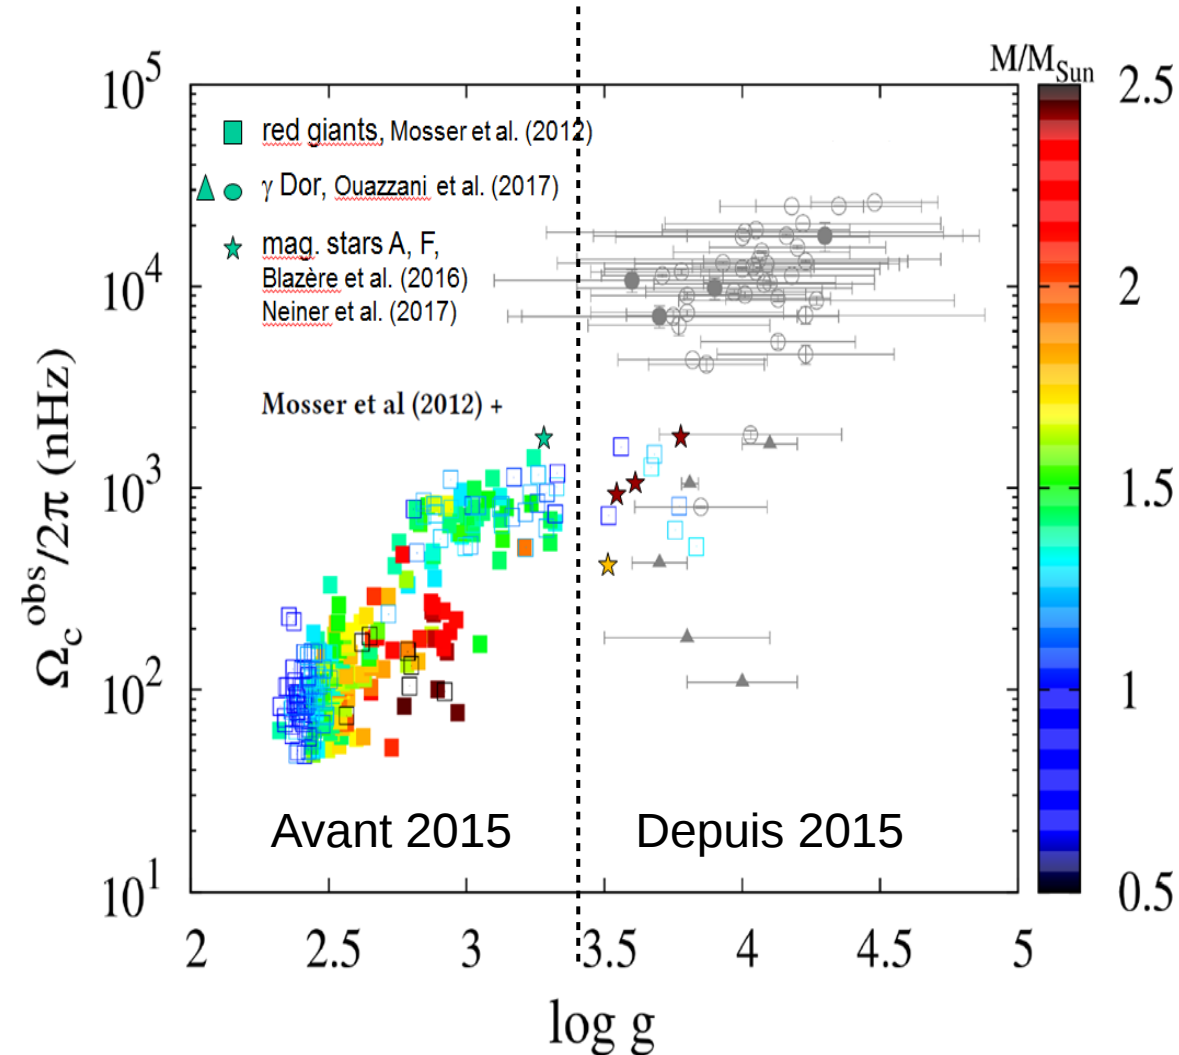 M/M_Sun
10^5
2.5
red giants, Mosser et al. (2012)
γ Dor, Ouazzani et al. (2017)
mag. stars A, F,
Blazère et al. (2016)
Neiner et al. (2017)
10^4
2
Mosser et al (2012) +
Ω_c^obs/2π (nHz)
10^3
1.5
10^2
1
Avant 2015
Depuis 2015
10^1
0.5
2 2.5 3 3.5 4 4.5 5
log g